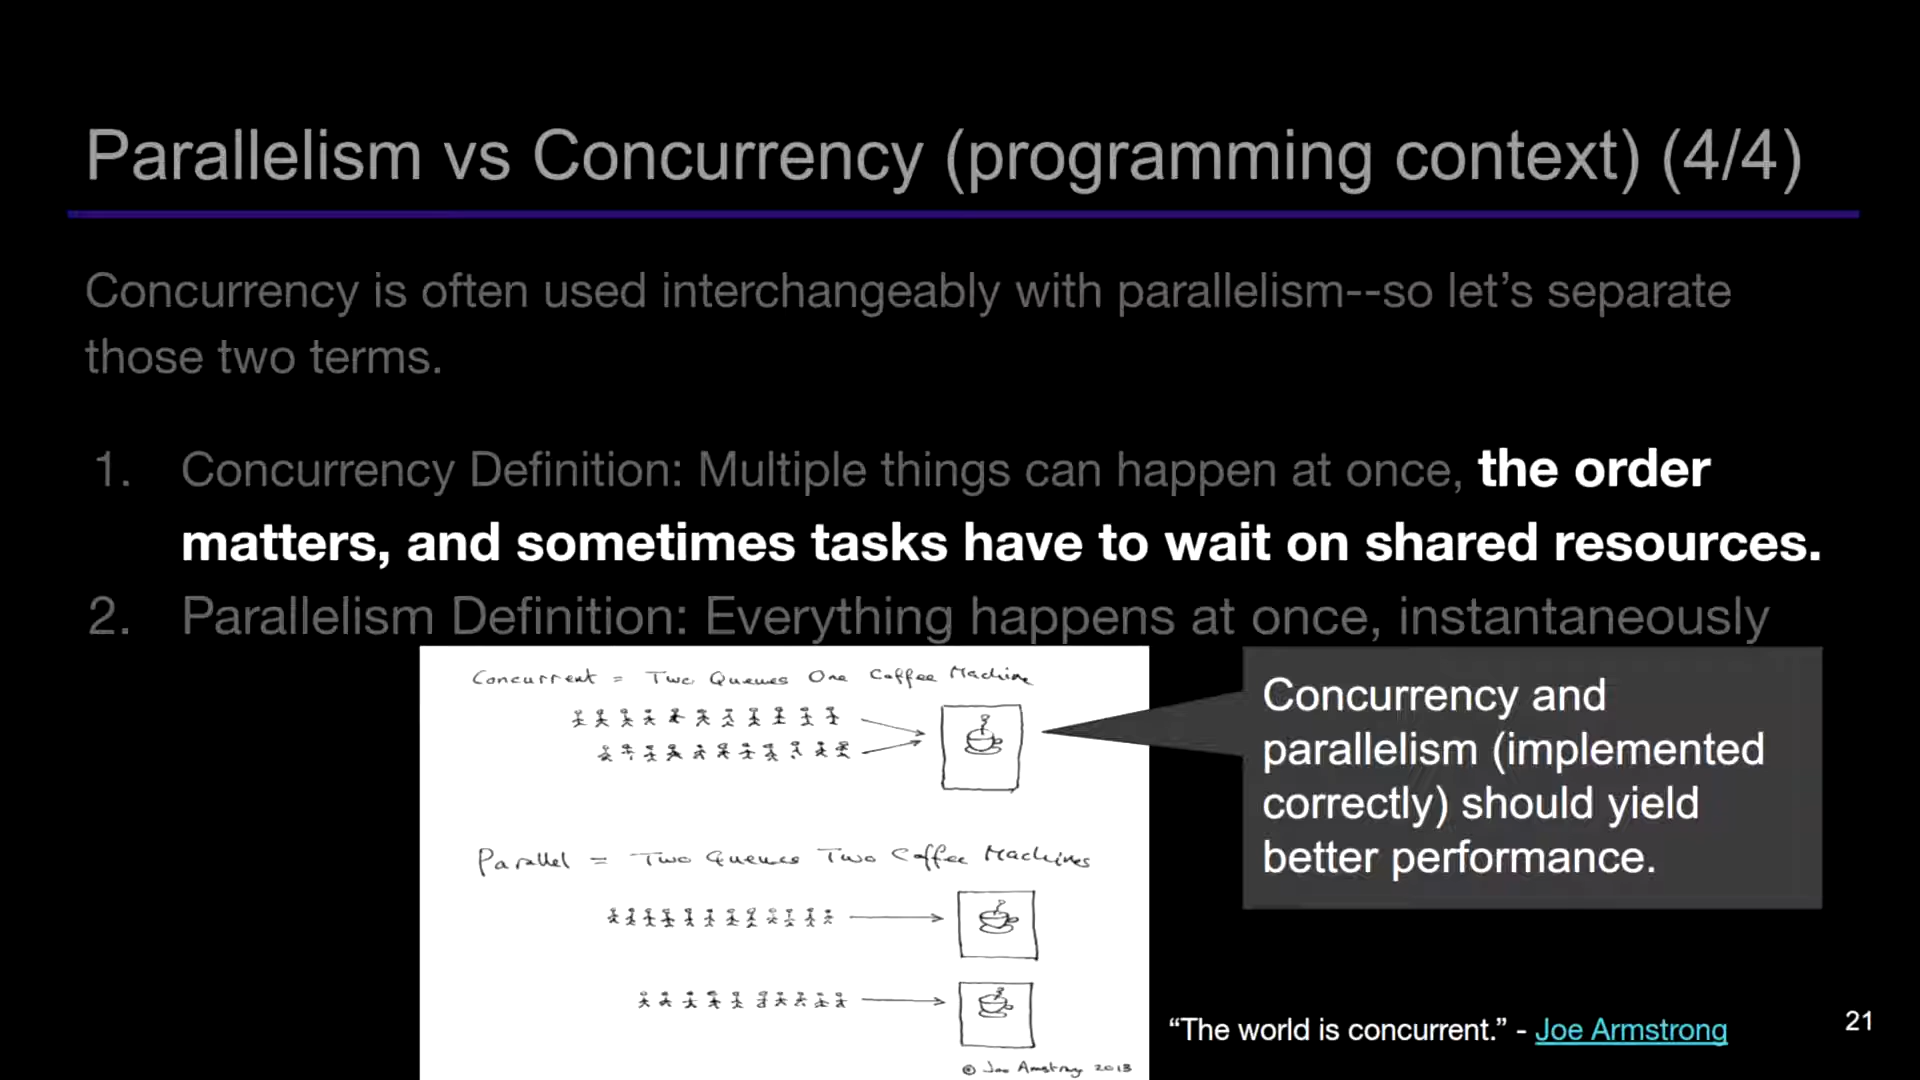 Parallelism vs Concurrency (programming context) (4/4)
Concurrency is often used interchangeably with parallelism--so let’s separate
those two terms.
1. Concurrency Definition: Multiple things can happen at once, the order
matters, and sometimes tasks have to wait on shared resources.
2. Parallelism Definition: Everything happens at once, instantaneously
Concurrent = Two Queues One Coffee Machine
Parallel = Two Queues Two Coffee Machines
© Joe Armstrong 2013
Concurrency and
parallelism (implemented
correctly) should yield
better performance.
“The world is concurrent.” - Joe Armstrong
21